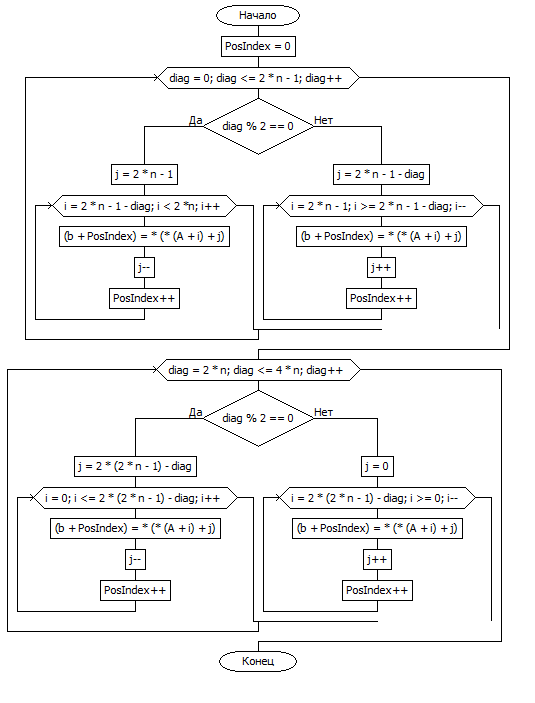 Начало
PosIndex = 0
diag = 0; diag <= 2 * n - 1; diag++
diag % 2 == 0
Да
Нет
j = 2 * n - 1
i = 2 * n - 1 - diag; i < 2 *n; i++
(b + PosIndex) = * (* (A + i) + j)
j--
PosIndex++
j = 2 * n - 1 - diag
i = 2 * n - 1; i >= 2 * n - 1 - diag; i--
(b + PosIndex) = * (* (A + i) + j)
j++
PosIndex++
diag = 2 * n; diag <= 4 * n; diag++
diag % 2 == 0
Да
Нет
j = 2 * (2 * n - 1) - diag
i = 0; i <= 2 * (2 * n - 1) - diag; i++
(b + PosIndex) = * (* (A + i) + j)
j--
PosIndex++
j = 0
i = 2 * (2 * n - 1) - diag; i >= 0; i--
(b + PosIndex) = * (* (A + i) + j)
j++
PosIndex++
Конец